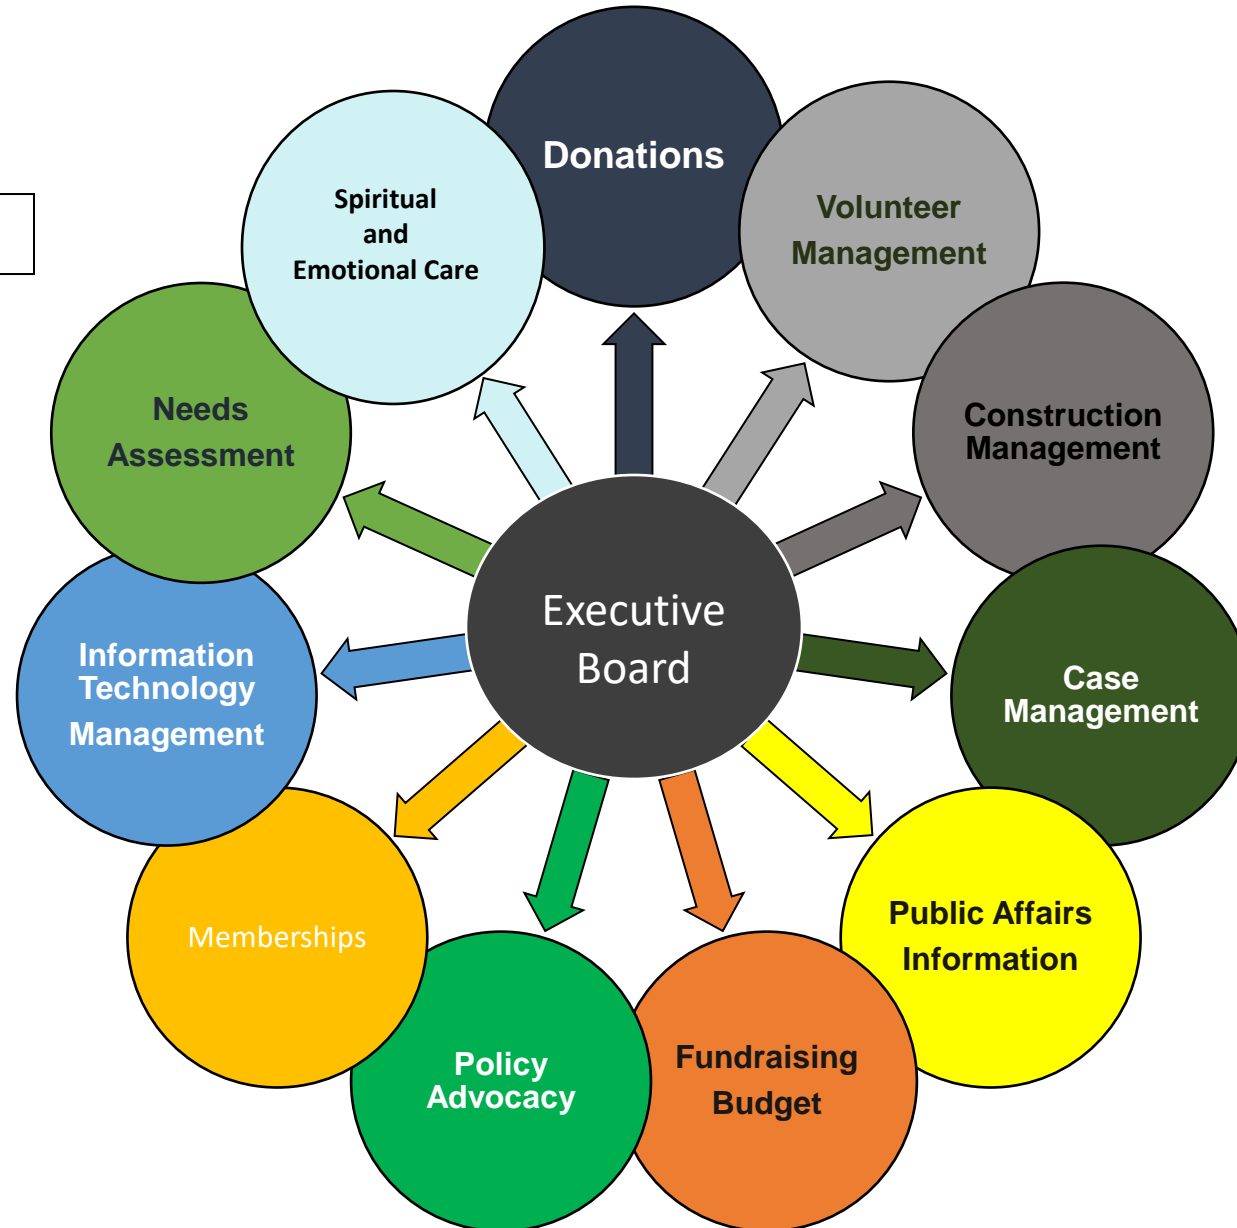 Donations
Volunteer
Management
Construction
Management
Case
Management
Public Affairs
Information
Fundraising
Budget
Policy
Advocacy
Memberships
Information
Technology
Management
Needs
Assessment
Spiritual
and
Emotional Care
Executive
Board